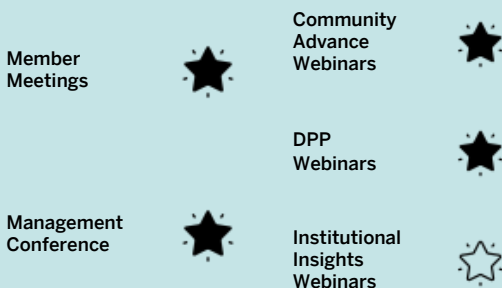 Member
Meetings
Management
Conference
Community
Advance
Webinars
DPP
Webinars
Institutional
Insights
Webinars